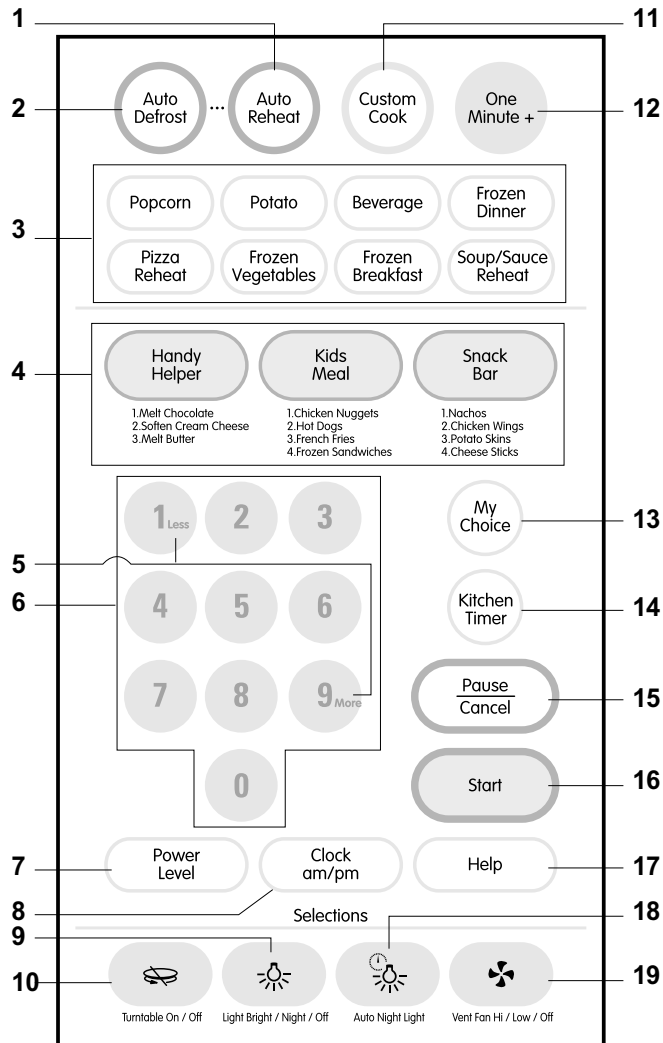 1
11
Auto
Defrost
...
Auto
Reheat
Custom
Cook
One
Minute +
2
12
Popcorn
Potato
Beverage
Frozen
Dinner
3
Pizza
Reheat
Frozen
Vegetables
Frozen
Breakfast
Soup/Sauce
Reheat
4
Handy
Helper
Kids
Meal
Snack
Bar
1.Melt Chocolate
2.Soften Cream Cheese
3.Melt Butter
1.Chicken Nuggets
2.Hot Dogs
3.French Fries
4.Frozen Sandwiches
1.Nachos
2.Chicken Wings
3.Potato Skins
4.Cheese Sticks
1 Less
2
3
My
Choice
13
5
6
4
5
6
Kitchen
Timer
14
7
8
9 More
Pause
Cancel
15
0
Start
16
7
Power
Level
Clock
am/pm
Help
17
8
Selections
18
9
10
19
Turntable On / Off
Light Bright / Night / Off
Auto Night Light
Vent Fan Hi / Low / Off